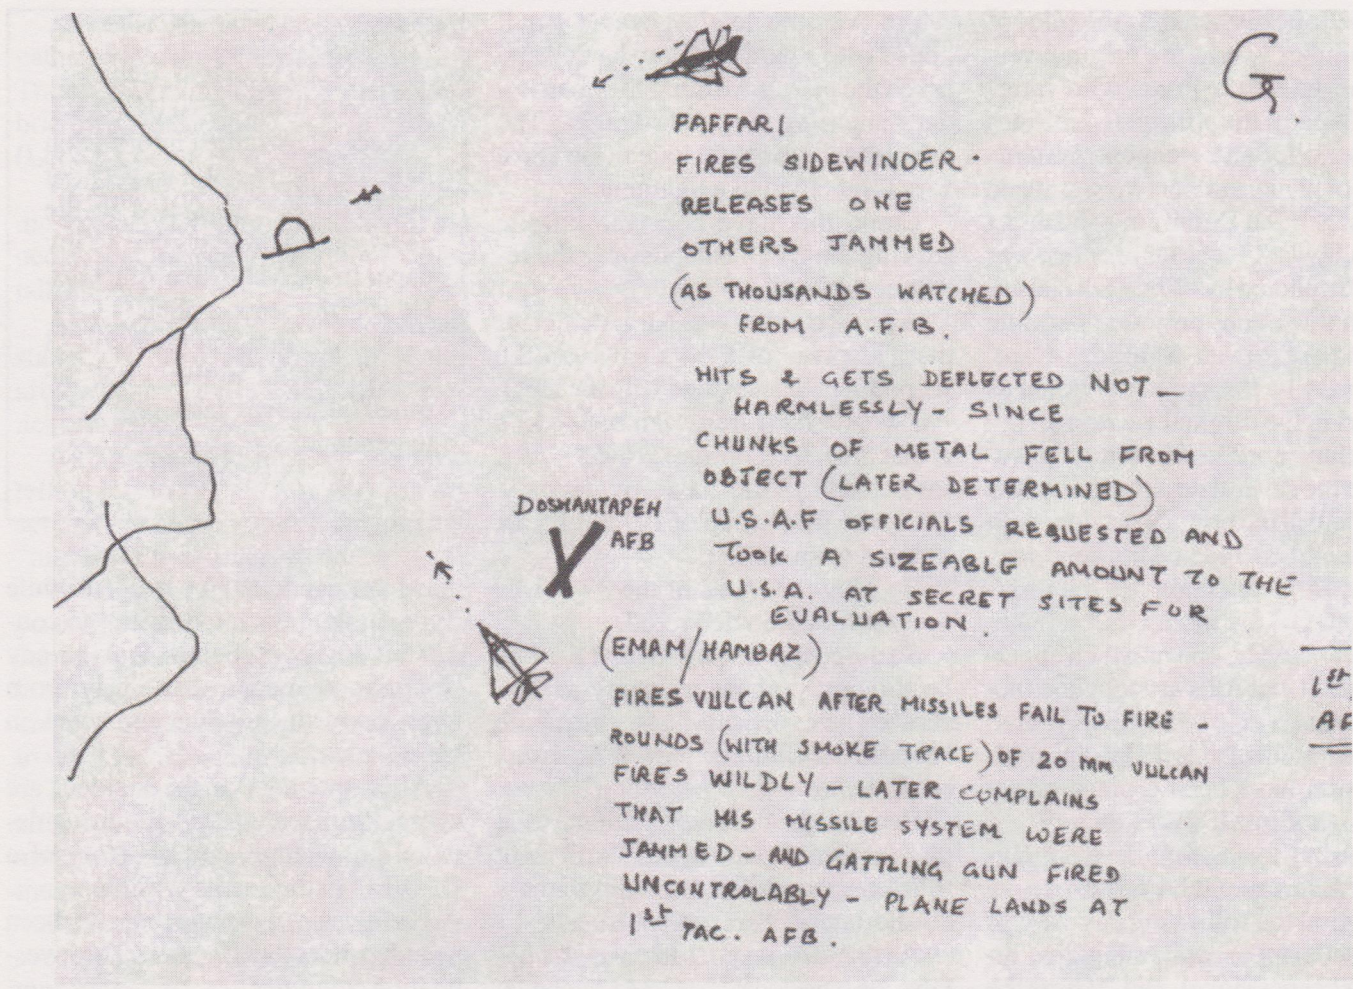 G.
FAFFARI
FIRES SIDEWINDER.
RELEASES ONE
OTHERS JAMMED
(AS THOUSANDS WATCHED)
FROM A.F.B.
HITS & GETS DEFLECTED NOT -
HARMLESSLY - SINCE
CHUNKS OF METAL FELL FROM
OBJECT (LATER DETERMINED)
U.S.A.F OFFICIALS REQUESTED AND
TOOK A SIZEABLE AMOUNT TO THE
U.S.A. AT SECRET SITES FOR
EVALUATION.
DOSHANTAPEH
AFB
(EMAM/HAMBAZ)
FIRES VULCAN AFTER MISSILES FAIL TO FIRE -
ROUNDS (WITH SMOKE TRACE) OF 20 MM VULCAN
FIRES WILDLY - LATER COMPLAINS
THAT HIS MISSILE SYSTEM WERE
JAMMED - AND GATTLING GUN FIRED
UNCONTROLABLY - PLANE LANDS AT
1st TAC. AFB.
1st
AF